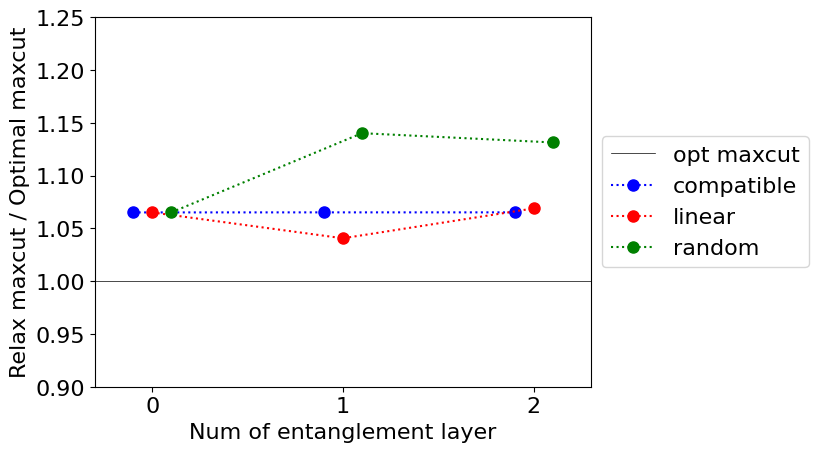 Relax maxcut / Optimal maxcut
1.25
1.20
1.15
1.10
1.05
1.00
0.95
0.90
0
1
2
Num of entanglement layer
opt maxcut
compatible
linear
random